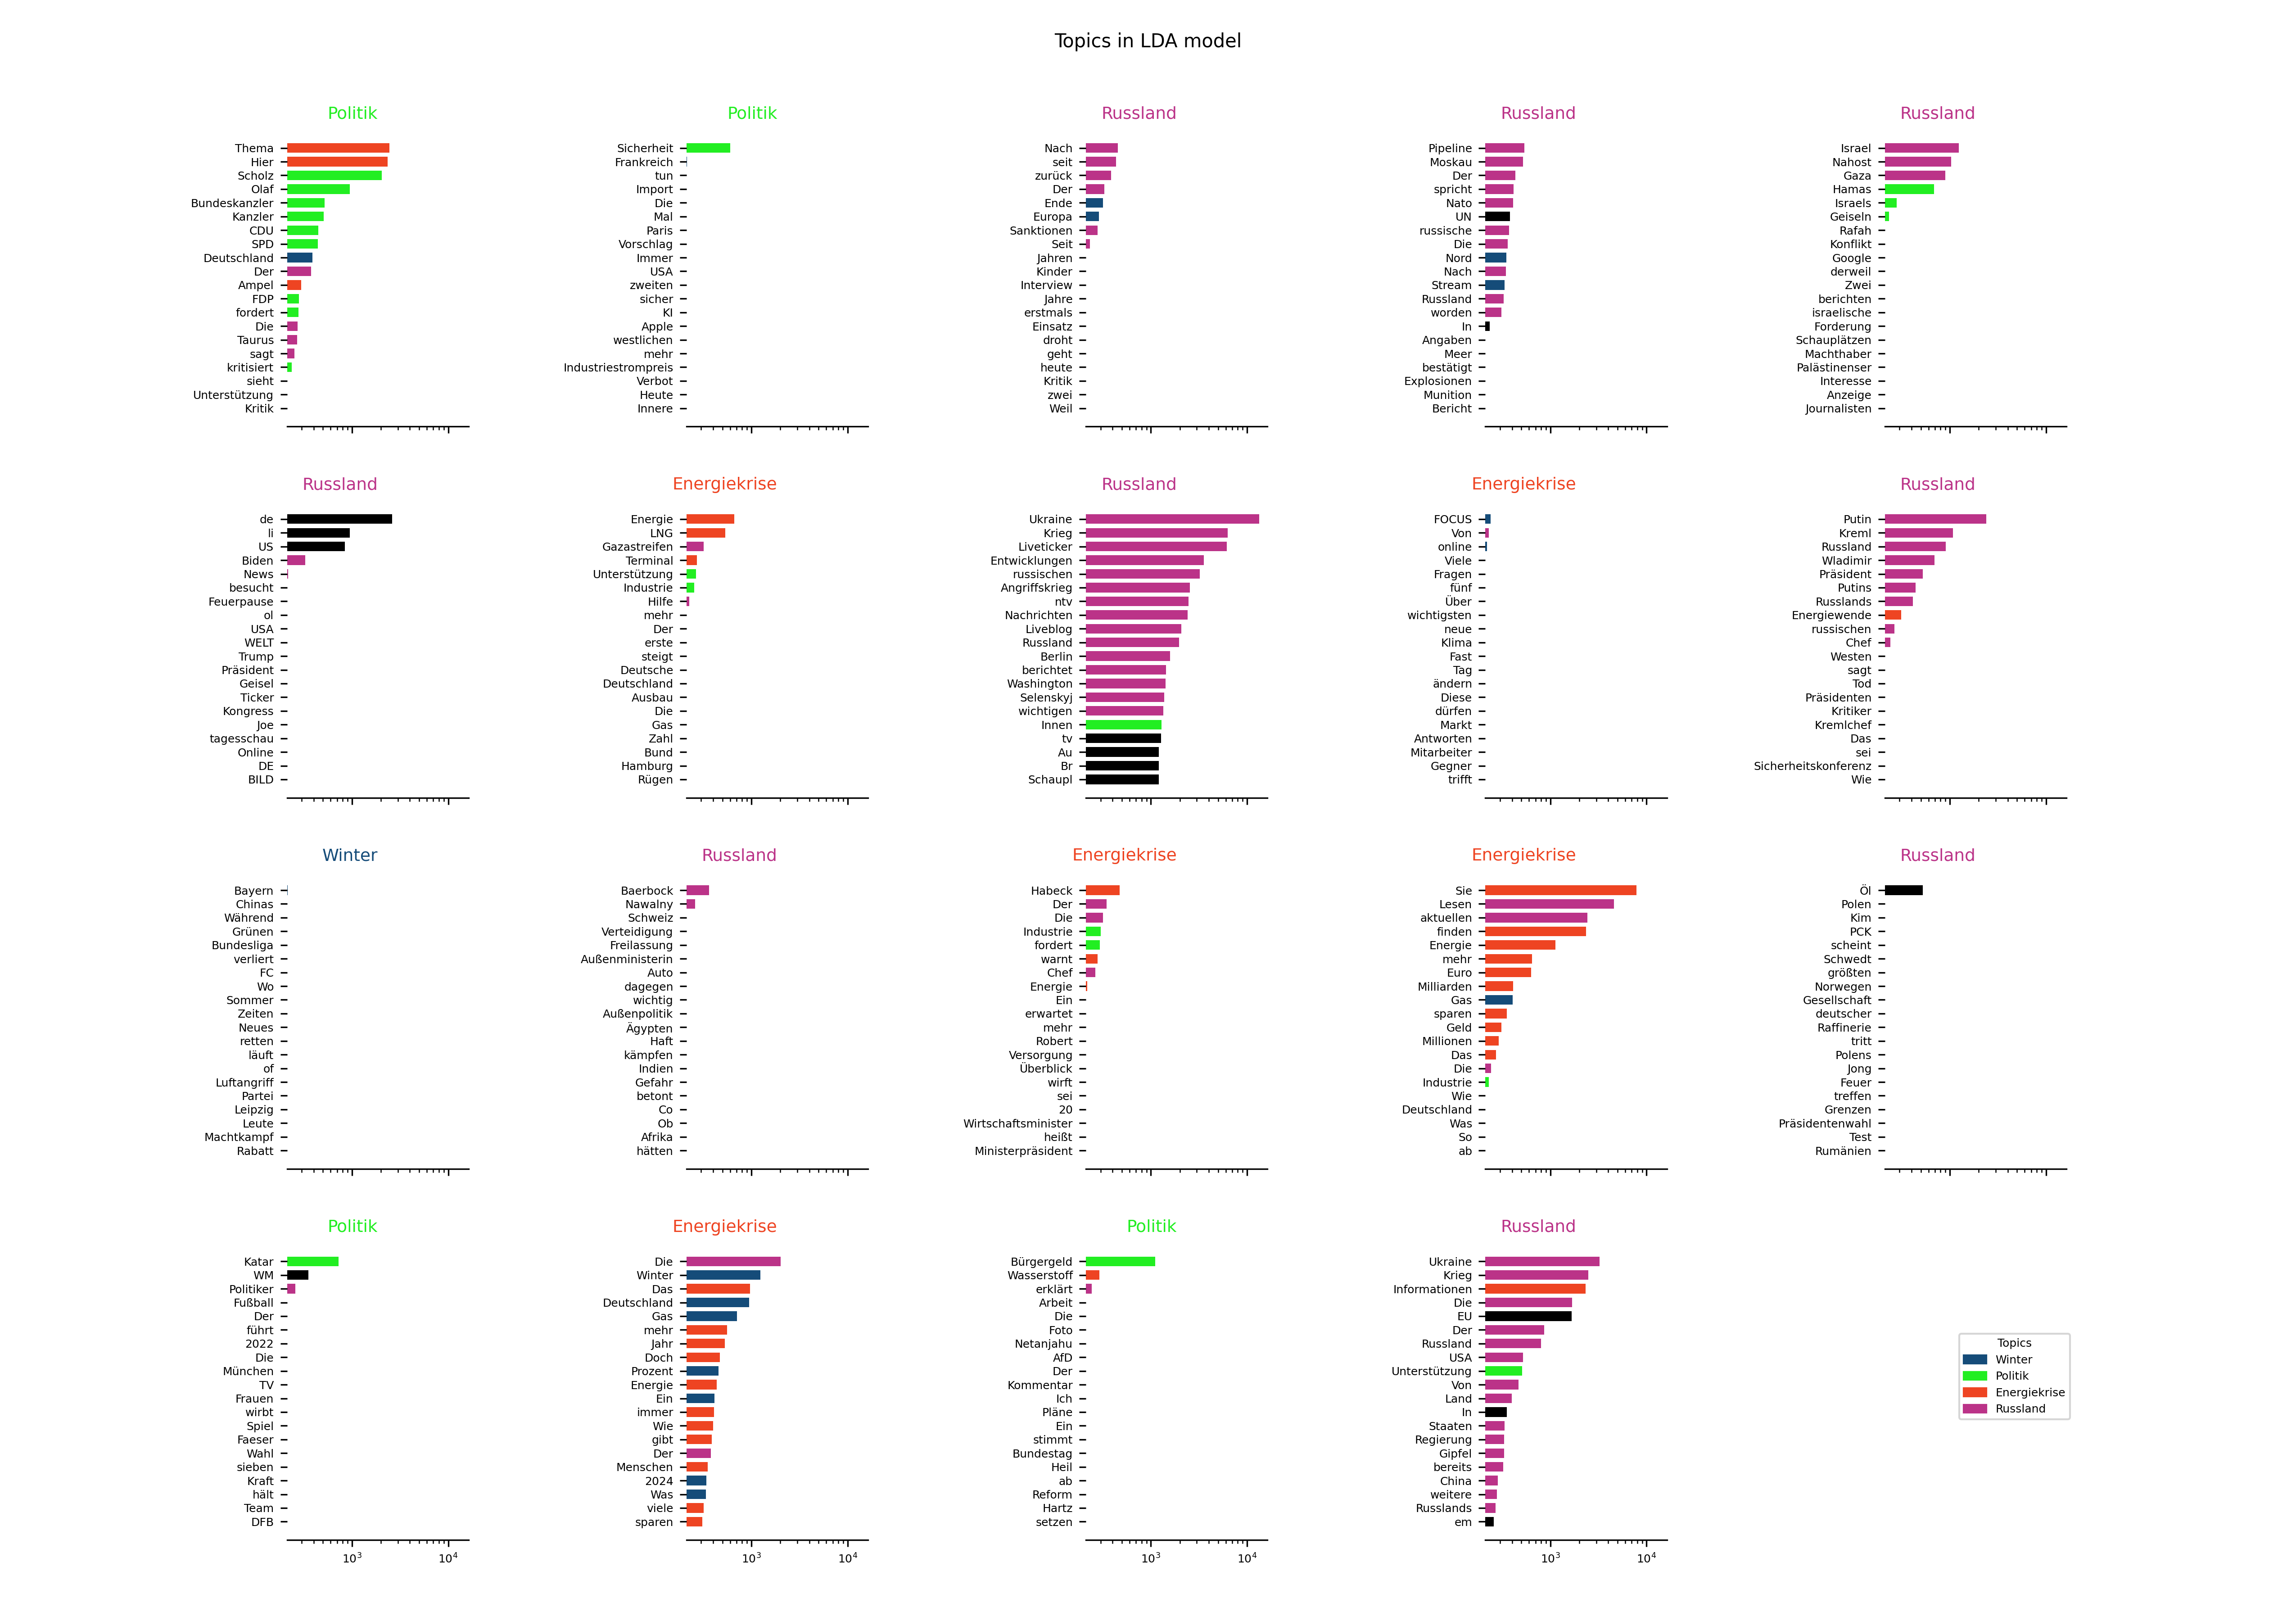 Topics in LDA model
Politik
Thema
Hier
Scholz
Olaf
Bundeskanzler
Kanzler
CDU
SPD
Deutschland
Der
Ampel
FDP
fordert
Die
Taurus
sagt
kritisiert
sieht
Unterstützung
Kritik
Politik
Sicherheit
Frankreich
tun
Import
Die
Mal
Paris
Vorschlag
Immer
USA
zweiten
sicher
KI
Apple
westlichen
mehr
Industriestrompreis
Verbot
Heute
Innere
Russland
Nach
seit
zurück
Der
Ende
Europa
Sanktionen
Seit
Jahren
Kinder
Interview
Jahre
erstmals
Einsatz
droht
geht
heute
Kritik
zwei
Weil
Russland
Pipeline
Moskau
Der
spricht
Nato
UN
russische
Die
Nord
Nach
Stream
Russland
worden
In
Angaben
Meer
bestätigt
Explosionen
Munition
Bericht
Russland
Israel
Nahost
Gaza
Hamas
Israels
Geiseln
Rafah
Konflikt
Google
derweil
Zwei
berichten
israelische
Forderung
Schauplätzen
Machthaber
Palästinenser
Interesse
Anzeige
Journalisten
Russland
de
li
US
Biden
News
besucht
Feuerpause
ol
USA
WELT
Trump
Präsident
Geisel
Ticker
Kongress
Joe
tagesschau
Online
DE
BILD
Energiekrise
Energie
LNG
Gazastreifen
Terminal
Unterstützung
Industrie
Hilfe
mehr
Der
erste
steigt
Deutsche
Deutschland
Ausbau
Die
Gas
Zahl
Bund
Hamburg
Rügen
Russland
Ukraine
Krieg
Liveticker
Entwicklungen
russischen
Angriffskrieg
ntv
Nachrichten
Liveblog
Russland
Berlin
berichtet
Washington
Selenskyj
wichtigen
Innen
tv
Au
Br
Schaupl
Energiekrise
FOCUS
Von
online
Viele
Fragen
fünf
Über
wichtigsten
neue
Klima
Fast
Tag
ändern
Diese
dürfen
Markt
Antworten
Mitarbeiter
Gegner
trifft
Russland
Putin
Kreml
Russland
Wladimir
Präsident
Putins
Russlands
Energiewende
russischen
Chef
Westen
sagt
Tod
Präsidenten
Kritiker
Kremlchef
Das
sei
Sicherheitskonferenz
Wie
Winter
Bayern
Chinas
Während
Grünen
Bundesliga
verliert
FC
Wo
Sommer
Zeiten
Neues
retten
läuft
of
Luftangriff
Partei
Leipzig
Leute
Machtkampf
Rabatt
Russland
Baerbock
Nawalny
Schweiz
Verteidigung
Freilassung
Außenministerin
Auto
dagegen
wichtig
Außenpolitik
Ägypten
Haft
kämpfen
Indien
Gefahr
betont
Co
Ob
Afrika
hätten
Energiekrise
Habeck
Der
Die
Industrie
fordert
warnt
Chef
Energie
Ein
erwartet
mehr
Robert
Versorgung
Überblick
wirft
sei
20
Wirtschaftsminister
heißt
Ministerpräsident
Energiekrise
Sie
Lesen
aktuellen
finden
Energie
mehr
Euro
Milliarden
Gas
sparen
Geld
Millionen
Das
Die
Industrie
Wie
Deutschland
Was
So
ab
Russland
Öl
Polen
Kim
PCK
scheint
Schwedt
größten
Norwegen
Gesellschaft
deutscher
Raffinerie
tritt
Polens
Jong
Feuer
treffen
Grenzen
Präsidentenwahl
Test
Rumänien
Politik
Katar
WM
Politiker
Fußball
Der
führt
2022
Die
München
TV
Frauen
wirbt
Spiel
Faeser
Wahl
sieben
Kraft
hält
Team
DFB
10³ 10⁴
Energiekrise
Die
Winter
Das
Deutschland
Gas
mehr
Jahr
Doch
Prozent
Energie
Ein
immer
Wie
gibt
Der
Menschen
2024
Was
viele
sparen
10³ 10⁴
Politik
Bürgergeld
Wasserstoff
erklärt
Arbeit
Die
Foto
Netanjahu
AfD
Der
Kommentar
Ich
Pläne
Ein
stimmt
Bundestag
Heil
ab
Reform
Hartz
setzen
10³ 10⁴
Russland
Ukraine
Krieg
Informationen
Die
EU
Der
Russland
USA
Unterstützung
Von
Land
In
Staaten
Regierung
Gipfel
bereits
China
weitere
Russlands
em
10³ 10⁴
Topics
Winter
Politik
Energiekrise
Russland